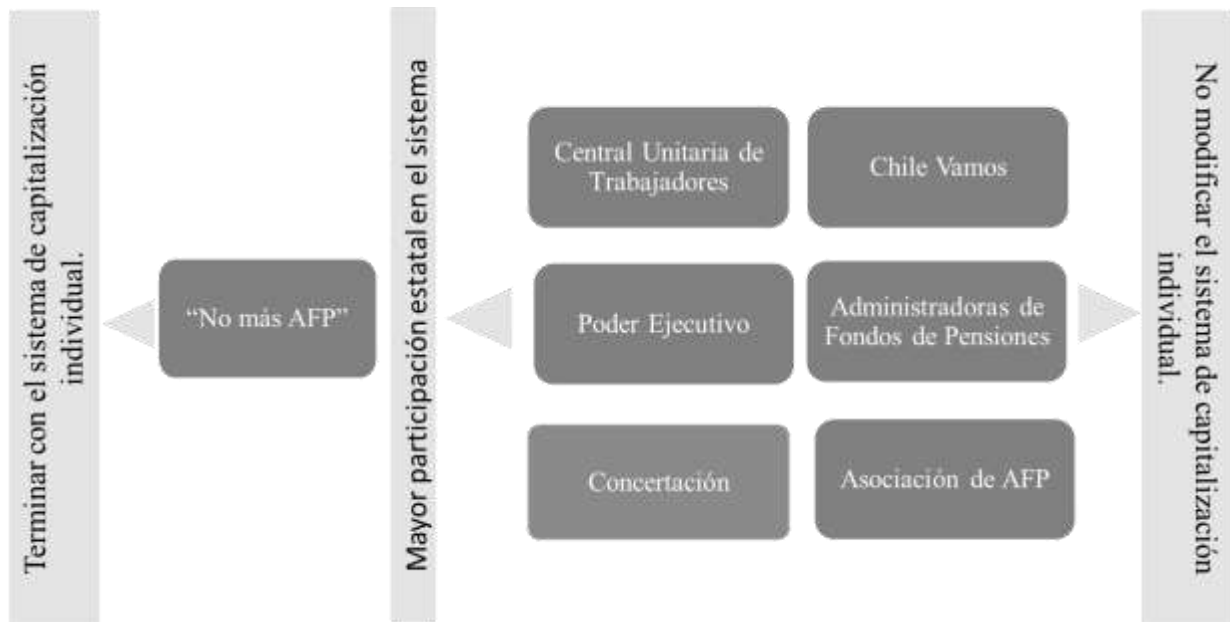 Terminar con el sistema de capitalización
individual.
“No más AFP”
Mayor participación estatal en el sistema
Central Unitaria de
Trabajadores
Chile Vamos
Poder Ejecutivo
Administradoras de
Fondos de Pensiones
Concertación
Asociación de AFP
No modificar el sistema de capitalización
individual.